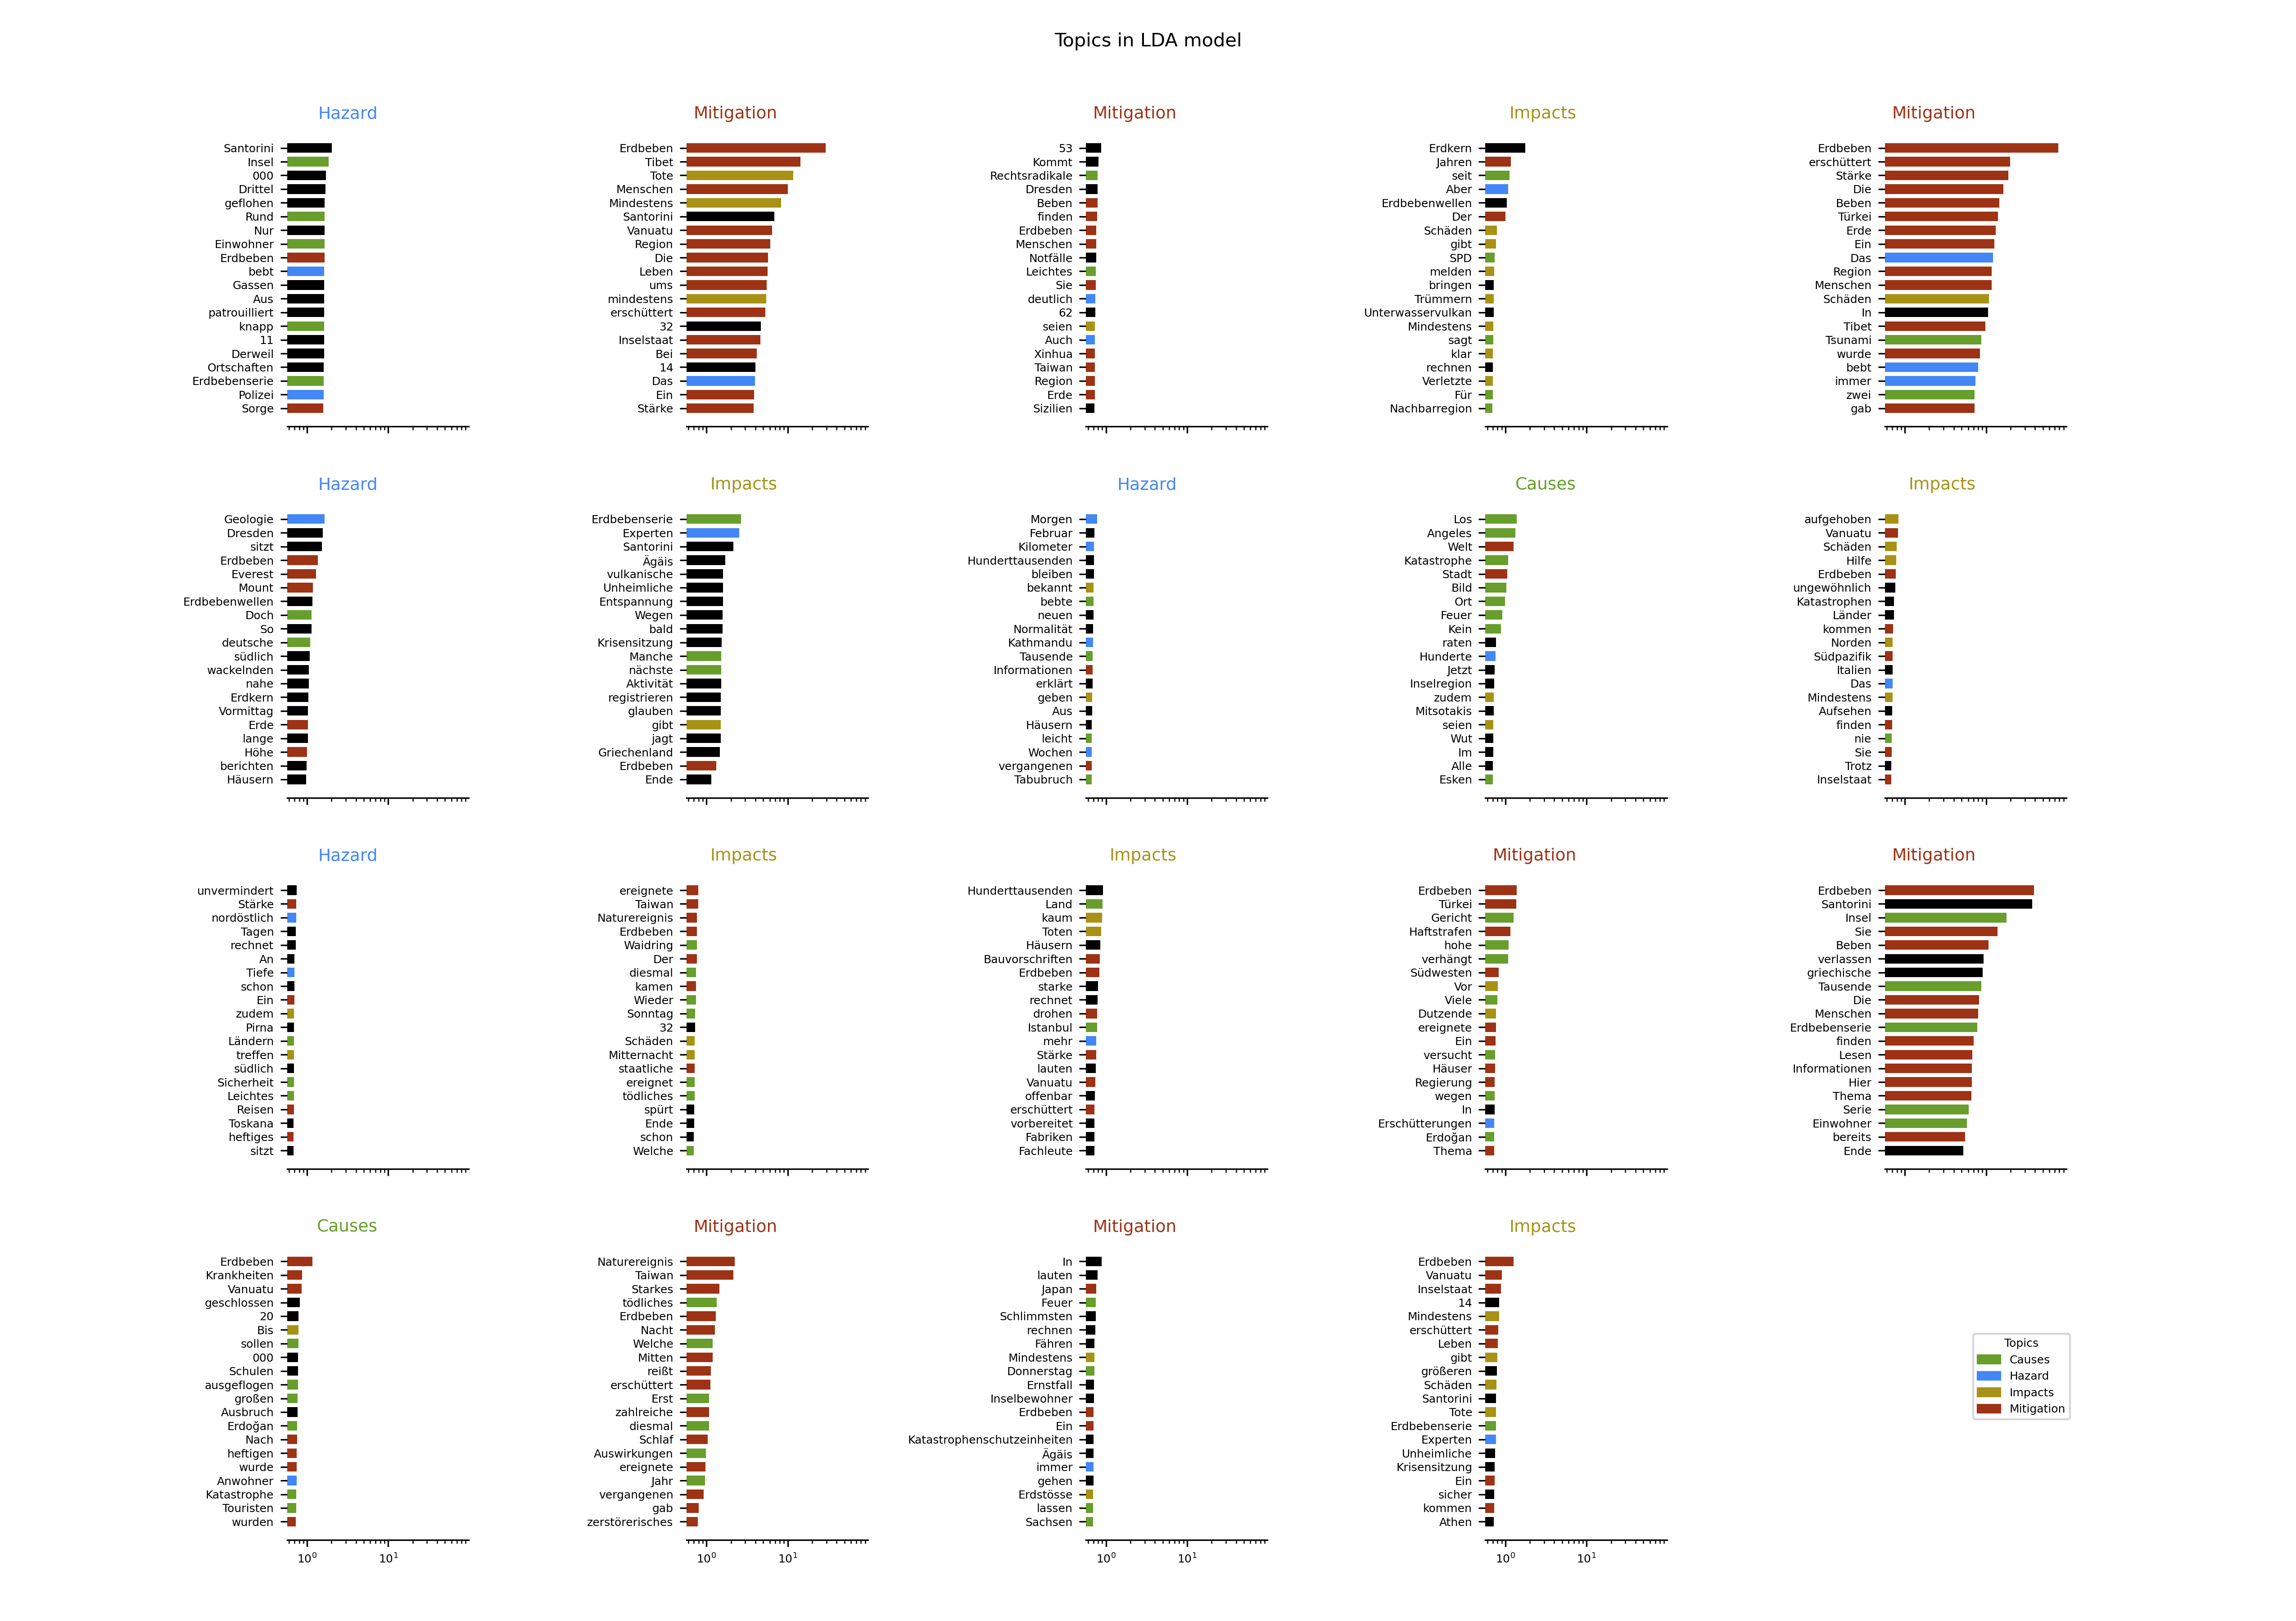 Topics in LDA model
Hazard
Santorini
Insel
000
Drittel
geflohen
Rund
Nur
Einwohner
Erdbeben
bebt
Gassen
Aus
patrouilliert
knapp
11
Derweil
Ortschaften
Erdbebenserie
Polizei
Sorge
Mitigation
Erdbeben
Tibet
Tote
Menschen
Mindestens
Santorini
Vanuatu
Region
Die
Leben
ums
mindestens
erschüttert
32
Inselstaat
Bei
14
Das
Ein
Stärke
Mitigation
53
Kommt
Rechtsradikale
Dresden
Beben
finden
Erdbeben
Menschen
Notfälle
Leichtes
Sie
deutlich
62
seien
Auch
Xinhua
Taiwan
Region
Erde
Sizilien
Impacts
Erdkern
Jahren
seit
Aber
Erdbebenwellen
Der
Schäden
gibt
SPD
melden
bringen
Trümmern
Unterwasservulkan
Mindestens
sagt
klar
rechnen
Verletzte
Für
Nachbarregion
Mitigation
Erdbeben
erschüttert
Stärke
Die
Beben
Türkei
Erde
Ein
Das
Region
Menschen
Schäden
In
Tibet
Tsunami
wurde
bebt
immer
zwei
gab
Hazard
Geologie
Dresden
sitzt
Erdbeben
Everest
Mount
Erdbebenwellen
Doch
So
deutsche
südlich
wackelnden
nahe
Erdkern
Vormittag
Erde
lange
Höhe
berichten
Häusern
Impacts
Erdbebenserie
Experten
Santorini
Ägäis
vulkanische
Unheimliche
Entspannung
Wegen
bald
Krisensitzung
Manche
nächste
Aktivität
registrieren
glauben
gibt
jagt
Griechenland
Erdbeben
Ende
Hazard
Morgen
Februar
Kilometer
Hunderttausenden
bleiben
bekannt
bebte
neuen
Normalität
Kathmandu
Tausende
Informationen
erklärt
geben
Aus
Häusern
leicht
Wochen
vergangenen
Tabubruch
Causes
Los
Angeles
Welt
Katastrophe
Stadt
Bild
Ort
Feuer
Kein
raten
Hunderte
Jetzt
Inselregion
zudem
Mitsotakis
seien
Wut
Im
Alle
Esken
Impacts
aufgehoben
Vanuatu
Schäden
Hilfe
Erdbeben
ungewöhnlich
Katastrophen
Länder
kommen
Norden
Südpazifik
Italien
Das
Mindestens
Aufsehen
finden
nie
Sie
Trotz
Inselstaat
Hazard
unvermindert
Stärke
nordöstlich
Tagen
rechnet
An
Tiefe
schon
Ein
zudem
Pirna
Ländern
treffen
südlich
Sicherheit
Leichtes
Reisen
Toskana
heftiges
sitzt
Impacts
ereignete
Taiwan
Naturereignis
Erdbeben
Waidring
Der
diesmal
kamen
Wieder
Sonntag
32
Schäden
Mitternacht
staatliche
ereignet
tödliches
spürt
Ende
schon
Welche
Impacts
Hunderttausenden
Land
kaum
Toten
Häusern
Bauvorschriften
Erdbeben
starke
rechnet
drohen
Istanbul
mehr
Stärke
lauten
Vanuatu
offenbar
erschüttert
vorbereitet
Fabriken
Fachleute
Mitigation
Erdbeben
Türkei
Gericht
Haftstrafen
hohe
verhängt
Südwesten
Vor
Viele
Dutzende
ereignete
Ein
versucht
Häuser
Regierung
wegen
In
Erschütterungen
Erdoğan
Thema
Mitigation
Erdbeben
Santorini
Insel
Sie
Beben
verlassen
griechische
Tausende
Die
Menschen
Erdbebenserie
finden
Lesen
Informationen
Hier
Thema
Serie
Einwohner
bereits
Ende
Causes
Erdbeben
Krankheiten
Vanuatu
geschlossen
20
Bis
sollen
000
Schulen
ausgeflogen
großen
Ausbruch
Erdoğan
Nach
heftigen
wurde
Anwohner
Katastrophe
Touristen
wurden
10⁰ 10¹
Mitigation
Naturereignis
Taiwan
Starkes
tödliches
Erdbeben
Nacht
Welche
Mitten
reißt
erschüttert
Erst
zahlreiche
diesmal
Schlaf
Auswirkungen
ereignete
Jahr
vergangenen
gab
zerstörerisches
10⁰ 10¹
Mitigation
In
lauten
Japan
Feuer
Schlimmsten
rechnen
Fähren
Mindestens
Donnerstag
Ernstfall
Inselbewohner
Erdbeben
Ein
Katastrophenschutzeinheiten
Ägäis
immer
gehen
Erdstösse
lassen
Sachsen
10⁰ 10¹
Impacts
Erdbeben
Vanuatu
Inselstaat
14
Mindestens
erschüttert
Leben
gibt
größeren
Schäden
Santorini
Tote
Erdbebenserie
Experten
Unheimliche
Krisensitzung
Ein
sicher
kommen
Athen
10⁰ 10¹
Topics
Causes
Hazard
Impacts
Mitigation